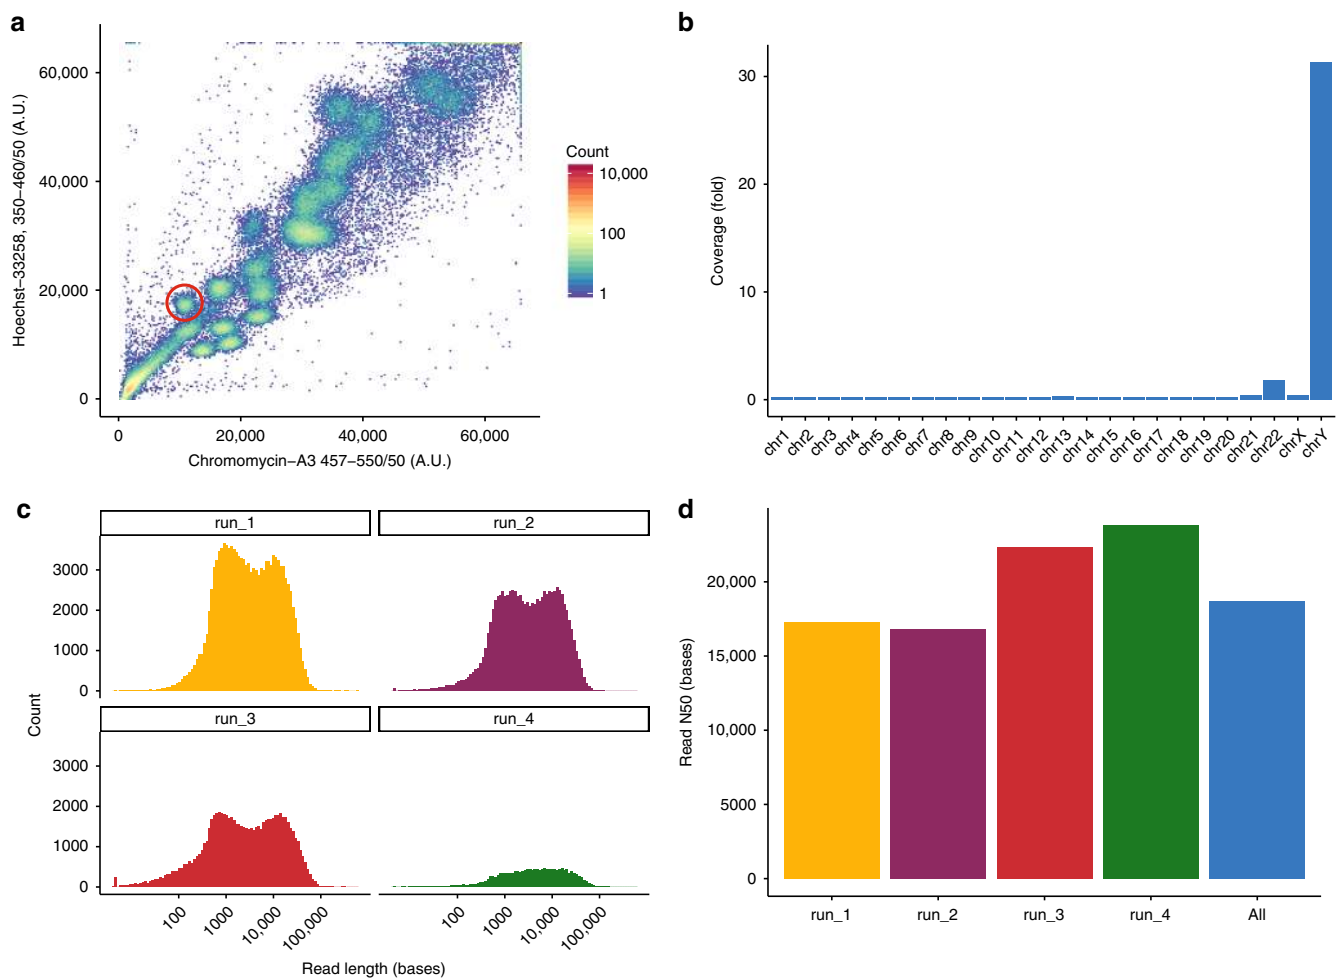 a
Hoechst–33258, 350–460/50 (A.U.)
60,000
40,000
20,000
0
0 20,000 40,000 60,000
Chromomycin–A3 457–550/50 (A.U.)
Count
10,000
100
1
b
Coverage (fold)
30
20
10
0
chr1 chr2 chr3 chr4 chr5 chr6 chr7 chr8 chr9 chr10 chr11 chr12 chr13 chr14 chr15 chr16 chr17 chr18 chr19 chr20 chr21 chr22 chrX chrY
c
Count
run_1 run_2
3000
2000
1000
0
run_3 run_4
3000
2000
1000
0
100 1000 10,000 100,000 100 1000 10,000 100,000
Read length (bases)
d
Read N50 (bases)
20,000
15,000
10,000
5000
0
run_1 run_2 run_3 run_4 All